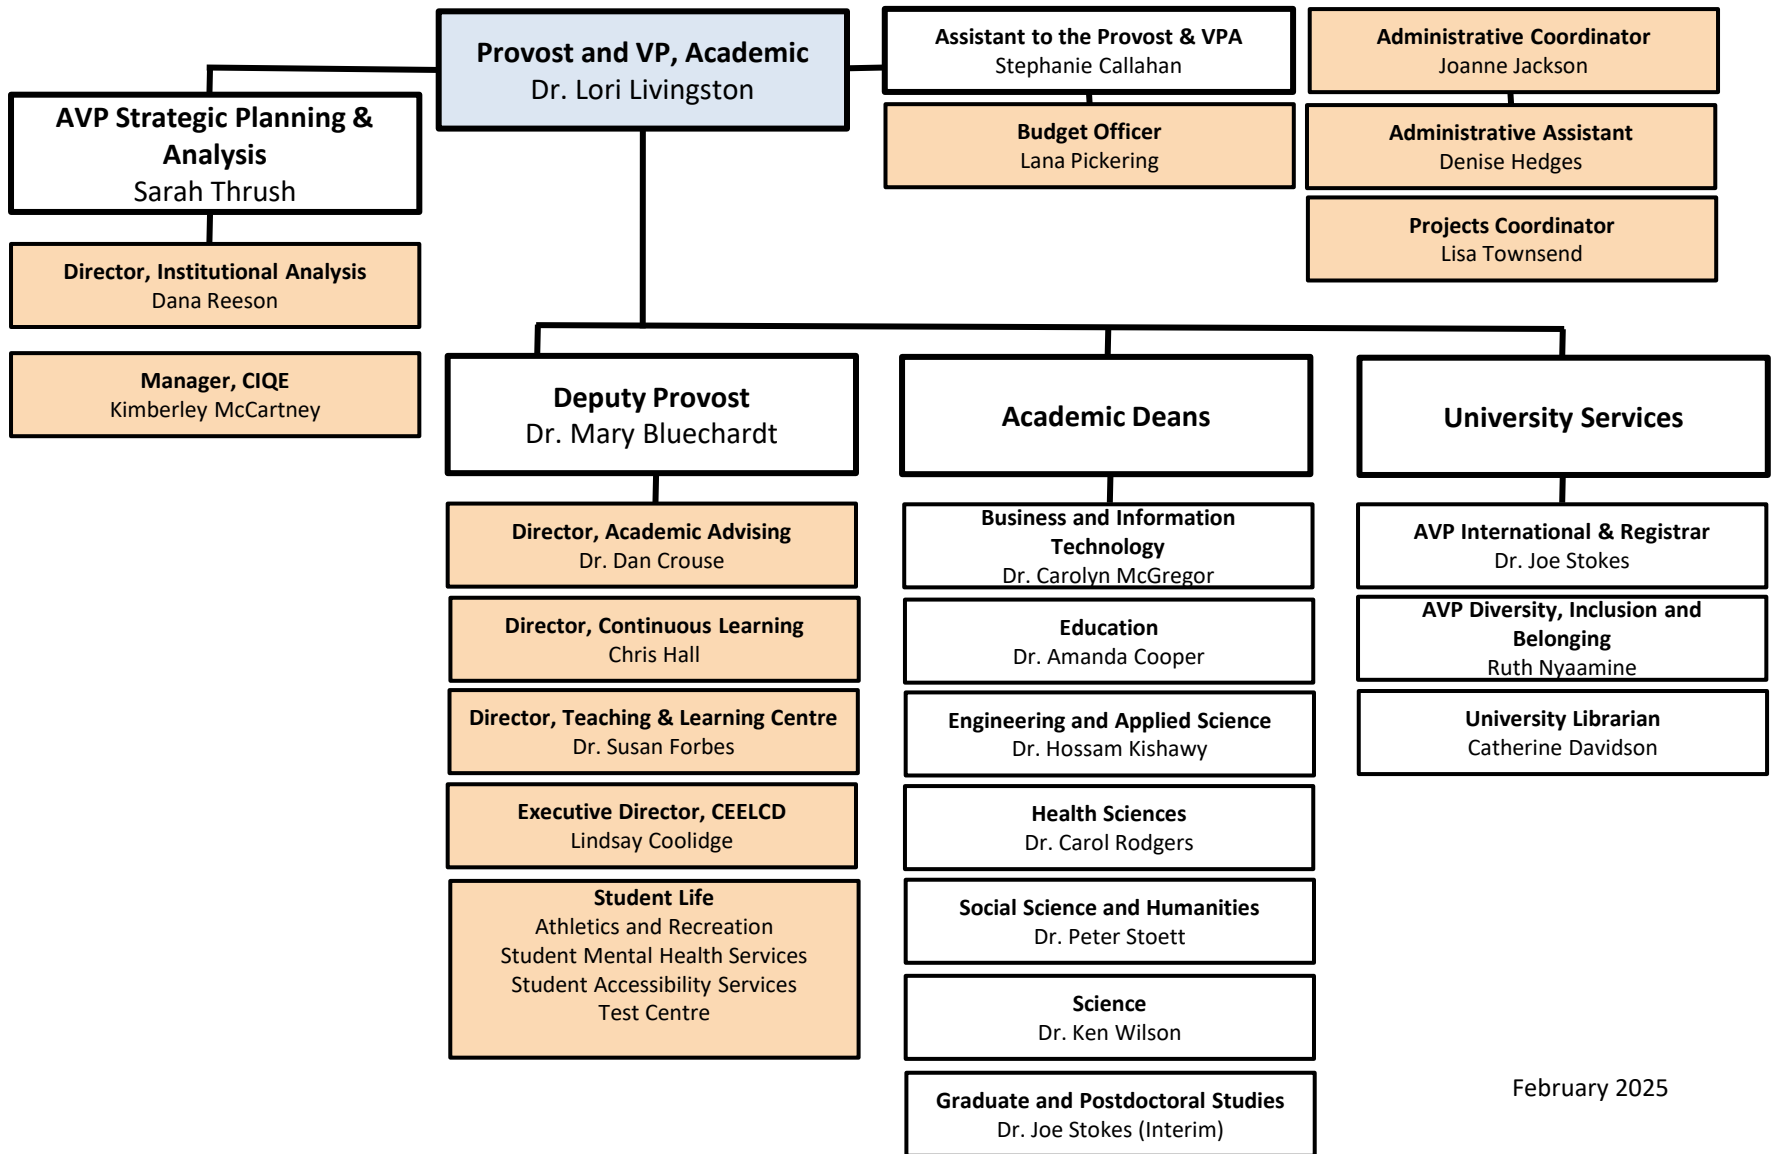 Provost and VP, Academic
Dr. Lori Livingston
Assistant to the Provost & VPA
Stephanie Callahan
Budget Officer
Lana Pickering
Administrative Coordinator
Joanne Jackson
Administrative Assistant
Denise Hedges
Projects Coordinator
Lisa Townsend
AVP Strategic Planning &
Analysis
Sarah Thrush
Director, Institutional Analysis
Dana Reeson
Manager, CIQE
Kimberley McCartney
Deputy Provost
Dr. Mary Bluechardt
Director, Academic Advising
Dr. Dan Crouse
Director, Continuous Learning
Chris Hall
Director, Teaching & Learning Centre
Dr. Susan Forbes
Executive Director, CEELCD
Lindsay Coolidge
Student Life
Athletics and Recreation
Student Mental Health Services
Student Accessibility Services
Test Centre
Academic Deans
Business and Information
Technology
Dr. Carolyn McGregor
Education
Dr. Amanda Cooper
Engineering and Applied Science
Dr. Hossam Kishawy
Health Sciences
Dr. Carol Rodgers
Social Science and Humanities
Dr. Peter Stoett
Science
Dr. Ken Wilson
Graduate and Postdoctoral Studies
Dr. Joe Stokes (Interim)
University Services
AVP International & Registrar
Dr. Joe Stokes
AVP Diversity, Inclusion and
Belonging
Ruth Nyaamine
University Librarian
Catherine Davidson
February 2025